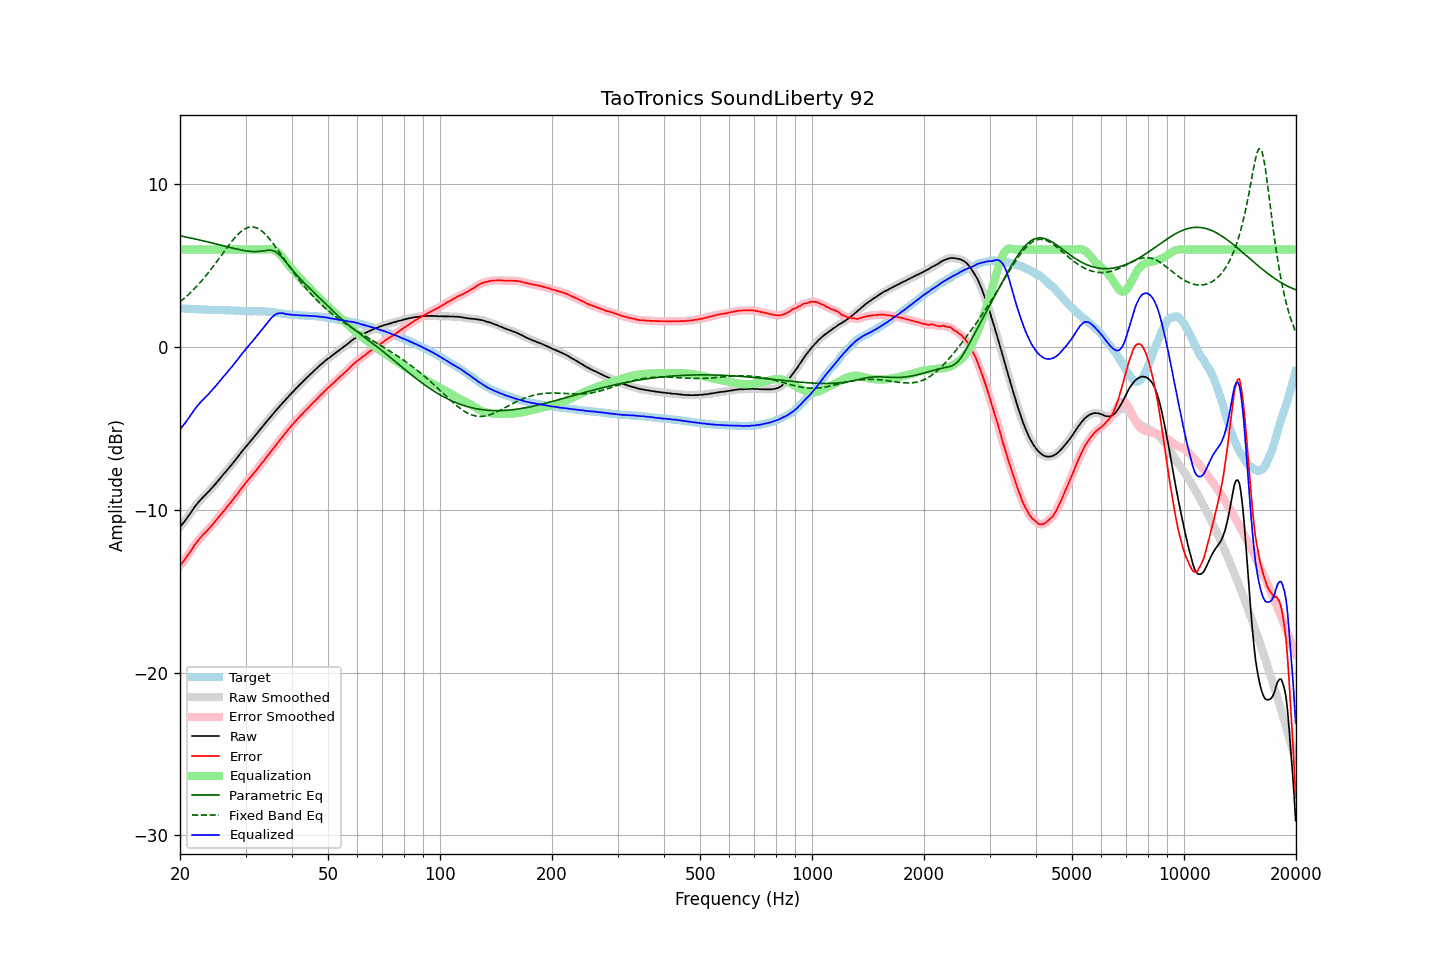 TaoTronics SoundLiberty 92
Amplitude (dBr)
10
0
−10
−20
−30
Target
Raw Smoothed
Error Smoothed
Raw
Error
Equalization
Parametric Eq
Fixed Band Eq
Equalized
20 50 100 200 500 1000 2000 5000 10000 20000
Frequency (Hz)